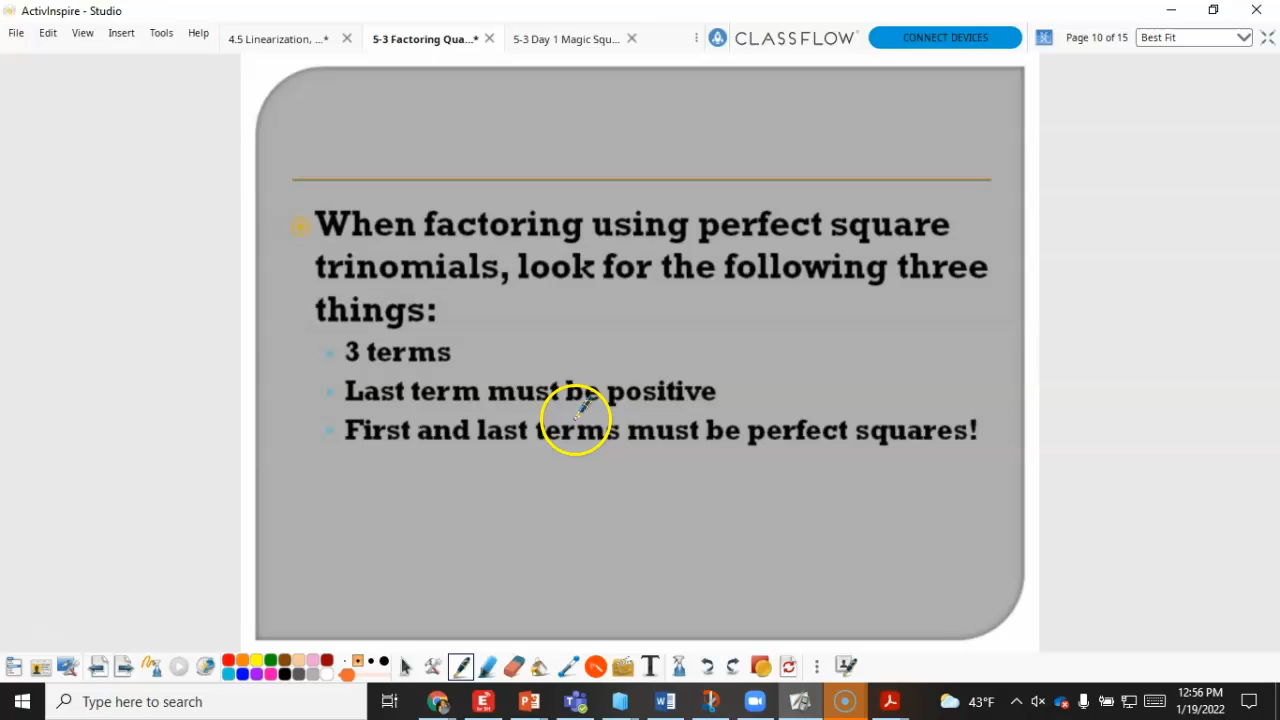 ActivInspire - Studio
File Edit View Insert Tools Help
4.5 Linearization, ...* 5-3 Factoring Qua...* 5-3 Day 1 Magic Squ... CLASSFLOW CONNECT DEVICES Page 10 of 15 Best Fit
When factoring using perfect square
trinomials, look for the following three
things:
3 terms
Last term must be positive
First and last terms must be perfect squares!
Type here to search
43°F
12:56 PM
1/19/2022